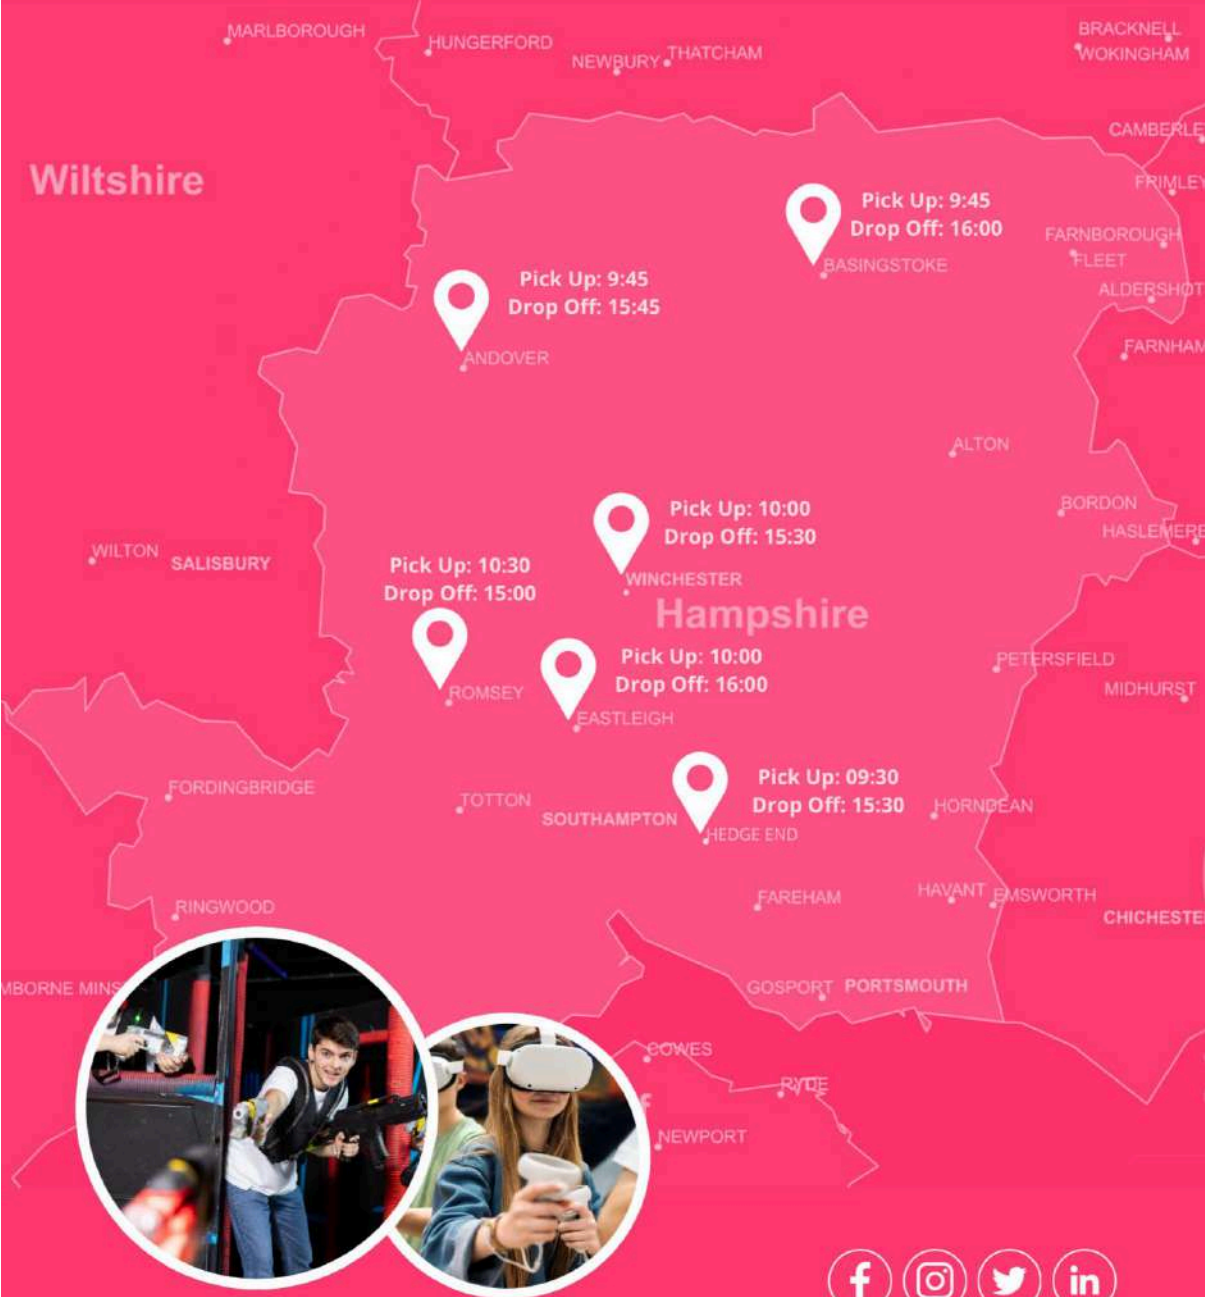 MARLBOROUGH
HUNGERFORD
NEWBURY
THATCHAM
BRACKNELL
WOKINGHAM
CAMBERLE
Wiltshire
FRIMLEY
Pick Up: 9:45
Drop Off: 16:00
BASINGSTOKE
FARNBOROUGH
FLEET
ALDERSHOT
Pick Up: 9:45
Drop Off: 15:45
ANDOVER
FARNHAM
ALTON
BORDON
HASLEMERE
Pick Up: 10:00
Drop Off: 15:30
WINCHESTER
WILTON
SALISBURY
Pick Up: 10:30
Drop Off: 15:00
ROMSEY
Hampshire
Pick Up: 10:00
Drop Off: 16:00
EASTLEIGH
PETERSFIELD
MIDHURST
FORDINGBRIDGE
TOTTON
SOUTHAMPTON
Pick Up: 09:30
Drop Off: 15:30
HEDGE END
HORNDEAN
RINGWOOD
FAREHAM
HAVANT
EMSWORTH
CHICHESTE
MBORNE MINS
GOSPORT
PORTSMOUTH
COWES
RYDE
f
NEWPORT
f
in